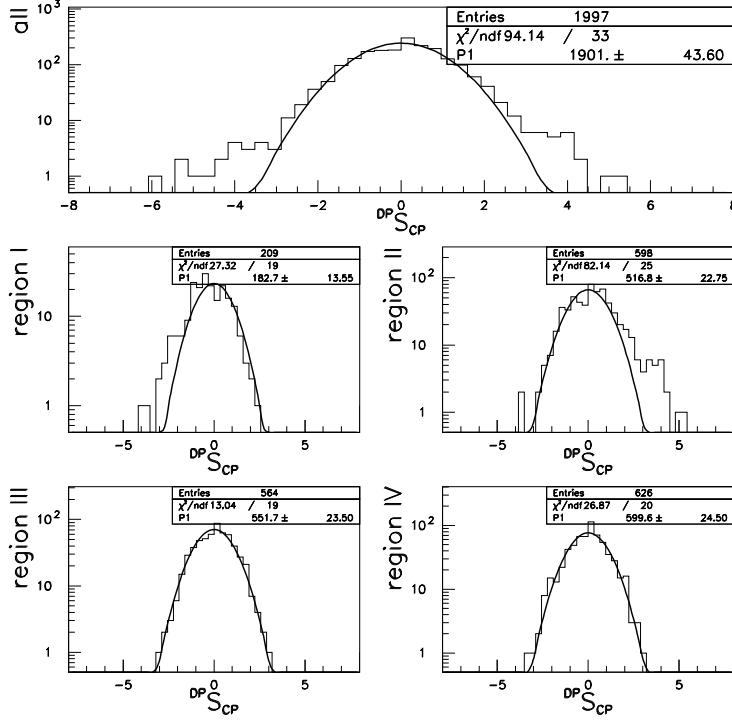 all
10³
10²
10
1
Entries 1997
χ²/ndf 94.14 / 33
P1 1901. ± 43.60
-8 -6 -4 -2 0 2 4 6 8
DP S CP
region I
10
1
Entries 209
χ²/ndf 27.32 / 19
P1 182.7 ± 13.55
-5 0 5
DP S CP
region II
10²
10
1
Entries 598
χ²/ndf 82.14 / 25
P1 516.8 ± 22.75
-5 0 5
DP S CP
region III
10²
10
1
Entries 564
χ²/ndf 13.04 / 19
P1 551.7 ± 23.50
-5 0 5
DP S CP
region IV
10²
10
1
Entries 626
χ²/ndf 26.87 / 20
P1 599.6 ± 24.50
-5 0 5
DP S CP